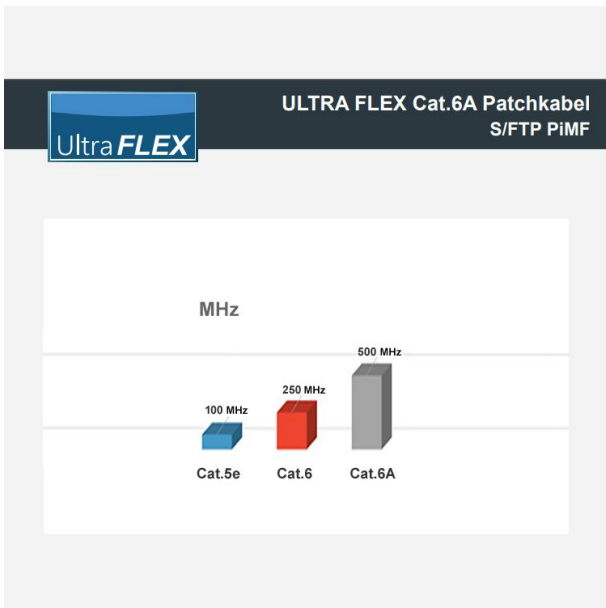 ULTRA FLEX Cat.6A Patchkabel
S/FTP PiMF
Ultra FLEX
MHz
500 MHz
250 MHz
100 MHz
Cat.5e Cat.6 Cat.6A